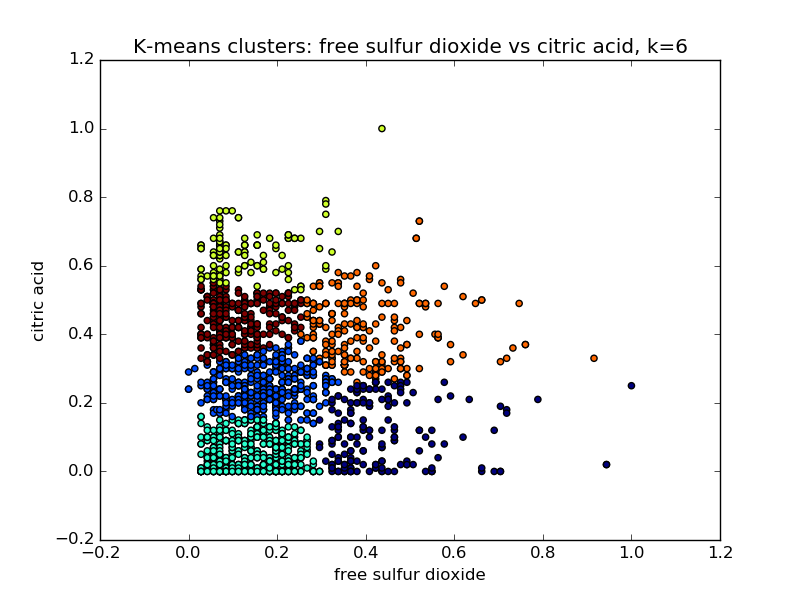 K-means clusters: free sulfur dioxide vs citric acid, k=6
1.2
1.0
0.8
0.6
0.4
0.2
0.0
−0.2
citric acid
−0.2 0.0 0.2 0.4 0.6 0.8 1.0 1.2
free sulfur dioxide